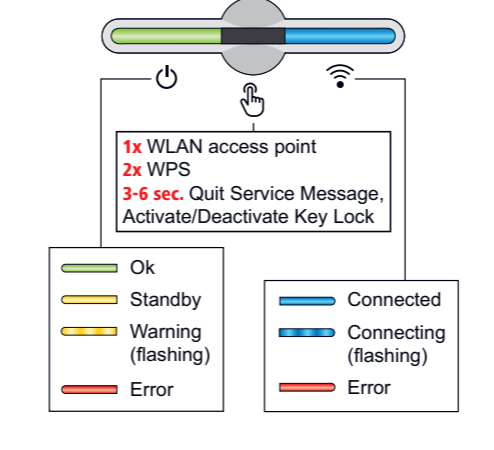 1x WLAN access point
2x WPS
3-6 sec. Quit Service Message,
Activate/Deactivate Key Lock
Ok
Standby
Warning
(flashing)
Error
Connected
Connecting
(flashing)
Error